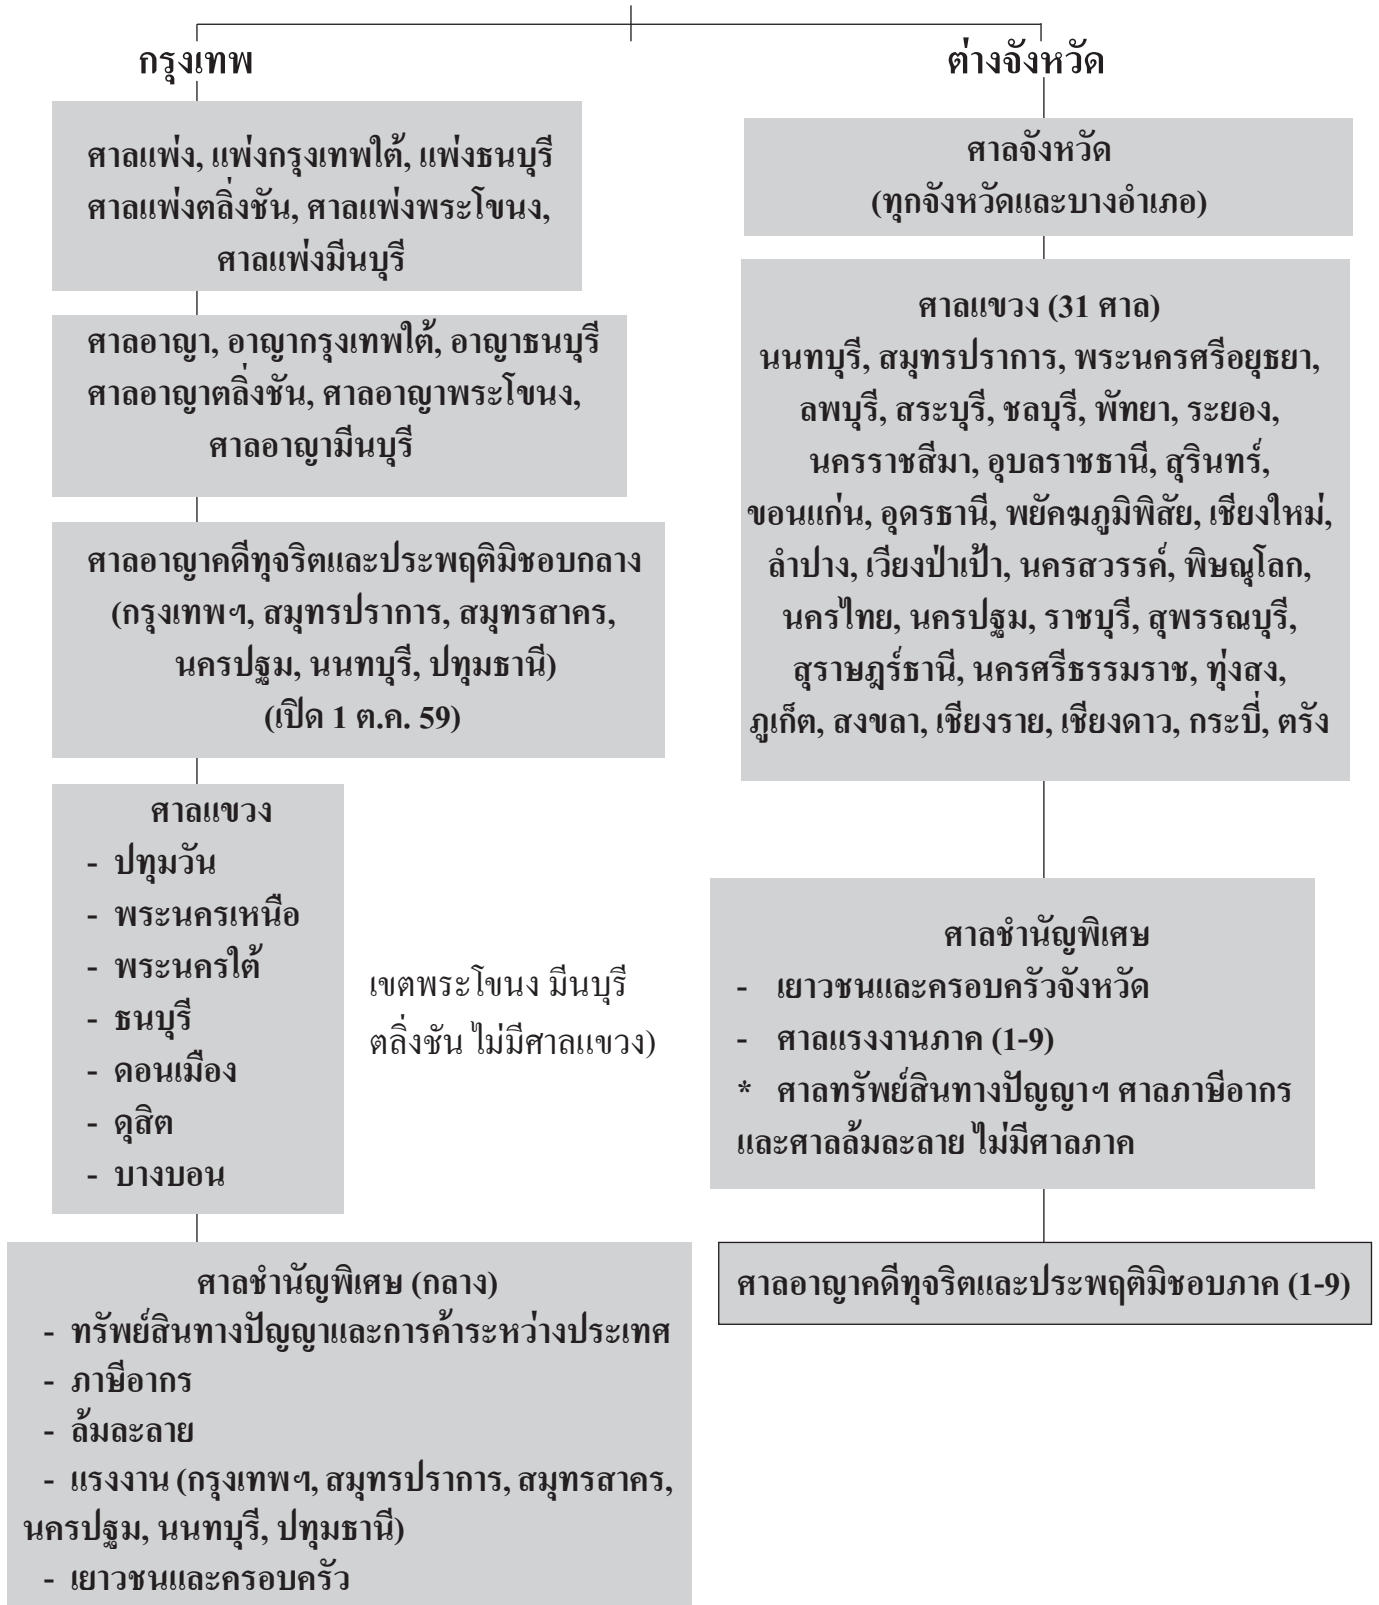 กรุงเทพ
ศาลแพ่ง, แพ่งกรุงเทพใต้, แพ่งธนบุรี
ศาลแพ่งตลิ่งชัน, ศาลแพ่งพระโขนง,
ศาลแพ่งมีนบุรี
ศาลอาญา, อาญากรุงเทพใต้, อาญาธนบุรี
ศาลอาญาตลิ่งชัน, ศาลอาญาพระโขนง,
ศาลอาญามีนบุรี
ศาลอาญาคดีทุจริตและประพฤติมิชอบกลาง
(กรุงเทพฯ, สมุทรปราการ, สมุทรสาคร,
นครปฐม, นนทบุรี, ปทุมธานี)
(เปิด 1 ต.ค. 59)
ศาลแขวง
- ปทุมวัน
- พระนครเหนือ
- พระนครใต้
- ธนบุรี
- ดอนเมือง
- ดุสิต
- บางบอน
เขตพระโขนง มีนบุรี
ตลิ่งชัน ไม่มีศาลแขวง)
ศาลชำนัญพิเศษ (กลาง)
- ทรัพย์สินทางปัญญาและการค้าระหว่างประเทศ
- ภาษีอากร
- ล้มละลาย
- แรงงาน (กรุงเทพฯ, สมุทรปราการ, สมุทรสาคร,
นครปฐม, นนทบุรี, ปทุมธานี)
- เยาวชนและครอบครัว
ต่างจังหวัด
ศาลจังหวัด
(ทุกจังหวัดและบางอำเภอ)
ศาลแขวง (31 ศาล)
นนทบุรี, สมุทรปราการ, พระนครศรีอยุธยา,
ลพบุรี, สระบุรี, ชลบุรี, พัทยา, ระยอง,
นครราชสีมา, อุบลราชธานี, สุรินทร์,
ขอนแก่น, อุดรธานี, พยัคฆภูมิพิสัย, เชียงใหม่,
ลำปาง, เวียงป่าเป้า, นครสวรรค์, พิษณุโลก,
นครไทย, นครปฐม, ราชบุรี, สุพรรณบุรี,
สุราษฎร์ธานี, นครศรีธรรมราช, ทุ่งสง,
ภูเก็ต, สงขลา, เชียงราย, เชียงดาว, กระบี่, ตรัง
ศาลชำนัญพิเศษ
- เยาวชนและครอบครัวจังหวัด
- ศาลแรงงานภาค (1-9)
* ศาลทรัพย์สินทางปัญญาฯ ศาลภาษีอากร
และศาลล้มละลาย ไม่มีศาลภาค
ศาลอาญาคดีทุจริตและประพฤติมิชอบภาค (1-9)